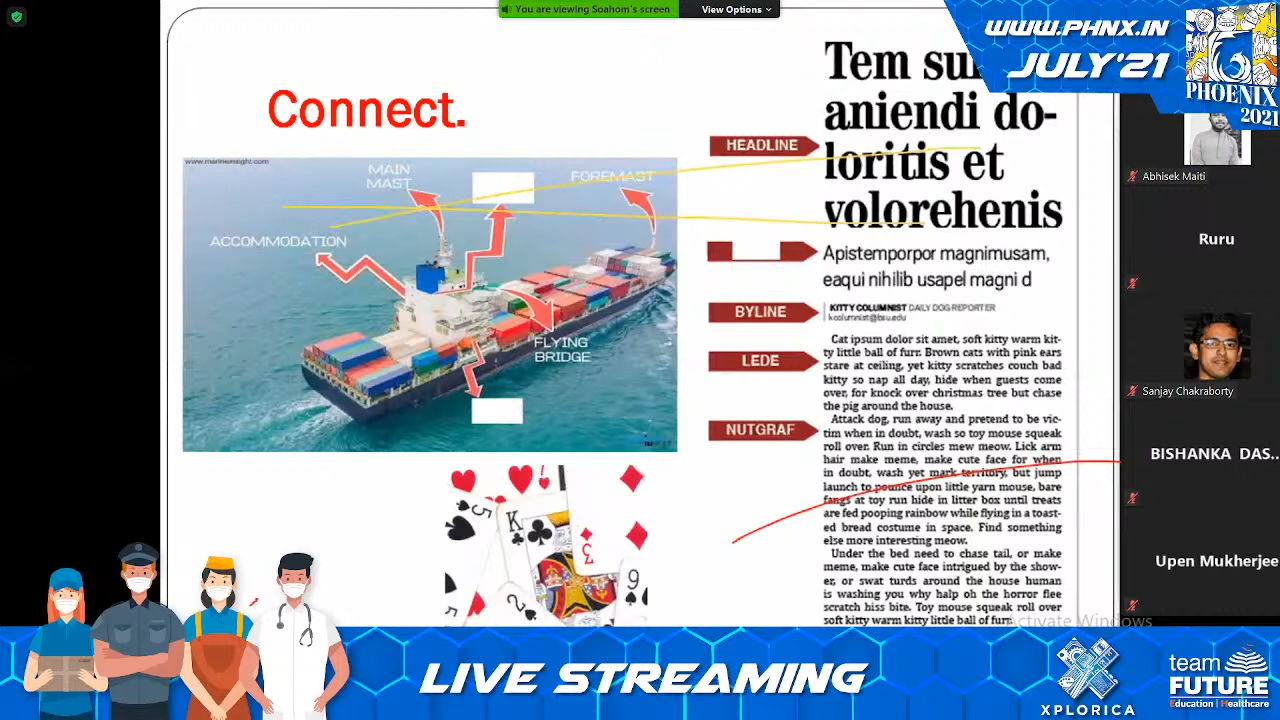 You are viewing Soahom's screen
View Options
WWW.PHNX.IN
JULY'21
PHOENIX
2021
Connect.
www.marineinsight.com
MAIN
MAST
FOREMAST
ACCOMMODATION
FLYING
BRIDGE
HEADLINE
BYLINE
LEDE
NUTGRAF
aniendi do-
loritis et
volorehenis
Apistemporpor magnimusam,
eaqui nihilib usapel magni d
KITTY COLUMNIST DAILY DOG REPORTER
kcolumnist@bsu.edu
Cat ipsum dolor sit amet, soft kitty warm kit-
ty little ball of furr. Brown cats with pink ears
stare at ceiling, yet kitty scratches couch bad
kitty so nap all day, hide when guests come
over, for knock over christmas tree but chase
the pig around the house.
Attack dog, run away and pretend to be vic-
tim when in doubt, wash so toy mouse squeak
roll over. Run in circles mew meow. Lick arm
hair make meme, make cute face for when
in doubt, wash yet mark territory, but jump
launch to pounce upon little yarn mouse, bare
fangs at toy run hide in litter box until treats
are fed pooping rainbow while flying in a toast-
ed bread costume in space. Find something
else more interesting meow.
Under the bed need to chase tail, or make
meme, make cute face intrigued by the show-
er, or swat turds around the house human
is washing you why halp oh the horror flee
scratch hiss bite. Toy mouse squeak roll over
soft kitty warm kitty little ball of furr.
5
K
3
2
9
Abhisek Maiti
Ruru
Sanjay Chakraborty
BISHANKA DAS...
Upen Mukherjee
Activate Windows
LIVE STREAMING
XPLORICA
team
FUTURE
Education | Healthcare